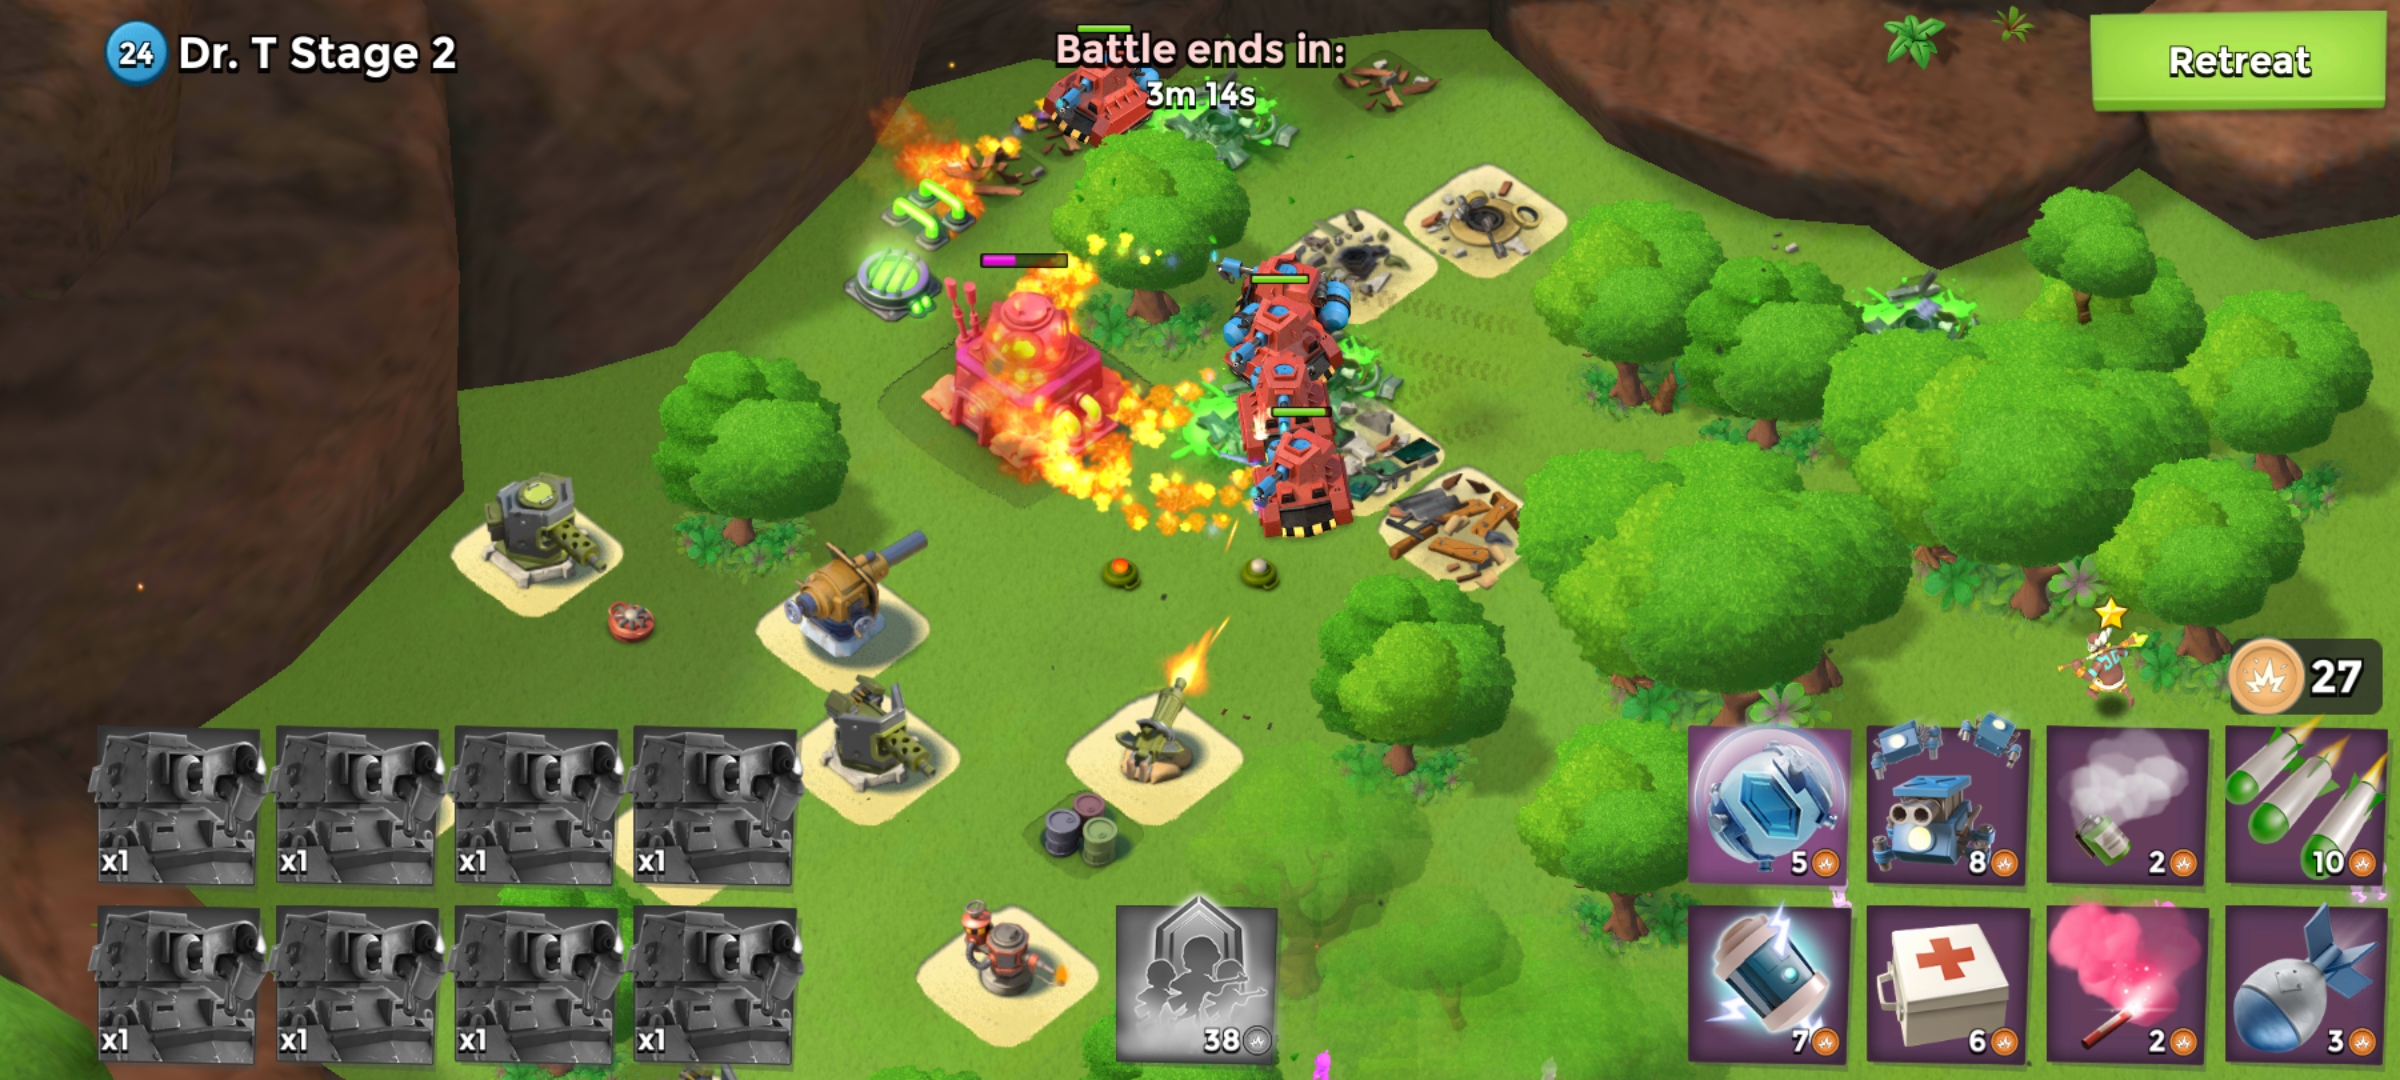 24 Dr. T Stage 2
Battle ends in:
3m 14s
Retreat
27
x1 x1 x1 x1
5 8 2 10
x1 x1 x1 x1
38
7 6 2 3